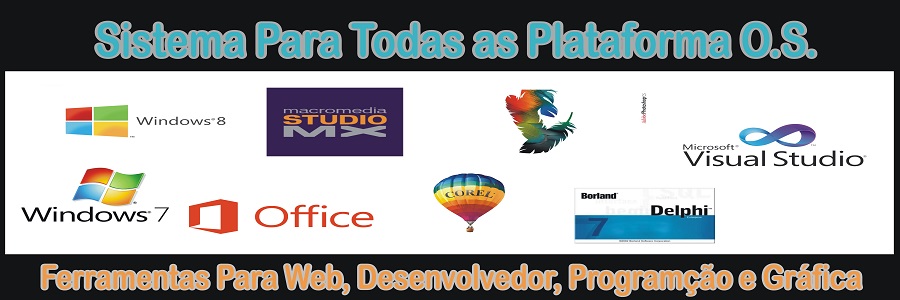 Sistema Para Todas as Plataforma O.S.
Windows 8
macromedia
STUDIO
MX
Microsoft
Visual Studio
Windows 7
Office
COREL
Borland
Delphi
7
Ferramentas Para Web, Desenvolvedor, Programção e Gráfica